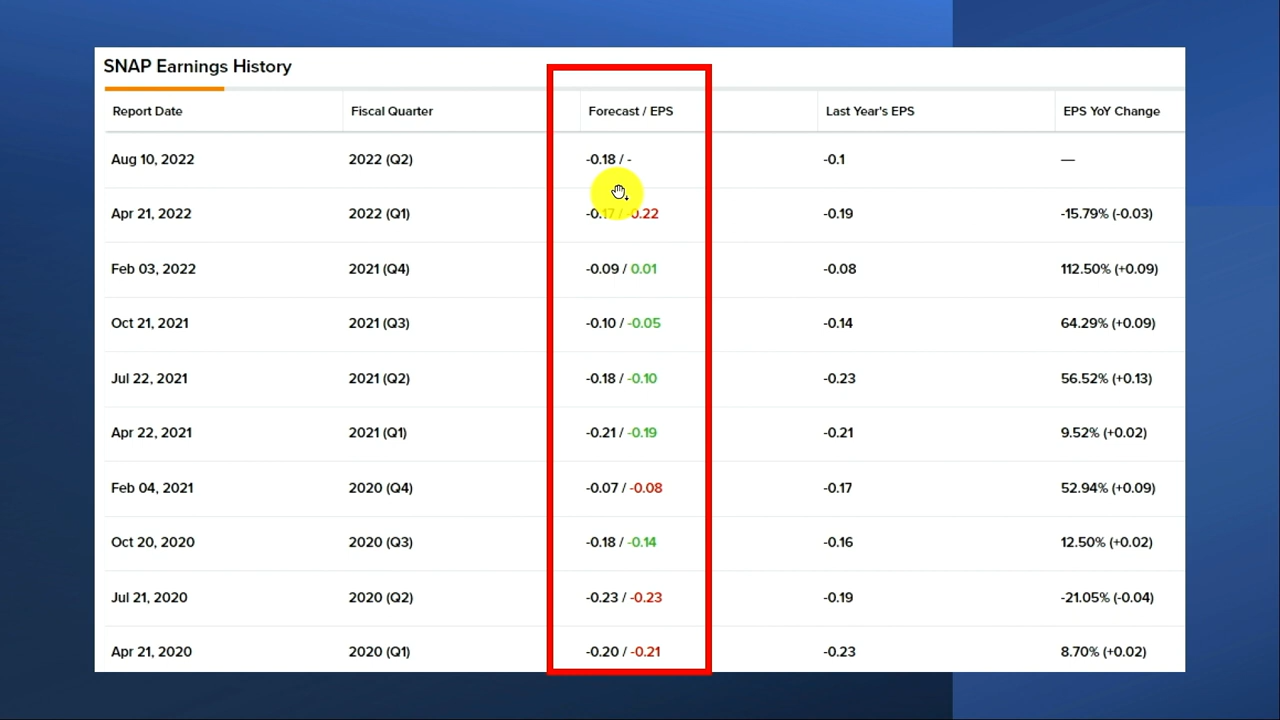 SNAP Earnings History
Report Date Fiscal Quarter Forecast / EPS Last Year's EPS EPS YoY Change
Aug 10, 2022 2022 (Q2) -0.18 / - -0.1 —
Apr 21, 2022 2022 (Q1) -0.17 / -0.22 -0.19 -15.79% (-0.03)
Feb 03, 2022 2021 (Q4) -0.09 / 0.01 -0.08 112.50% (+0.09)
Oct 21, 2021 2021 (Q3) -0.10 / -0.05 -0.14 64.29% (+0.09)
Jul 22, 2021 2021 (Q2) -0.18 / -0.10 -0.23 56.52% (+0.13)
Apr 22, 2021 2021 (Q1) -0.21 / -0.19 -0.21 9.52% (+0.02)
Feb 04, 2021 2020 (Q4) -0.07 / -0.08 -0.17 52.94% (+0.09)
Oct 20, 2020 2020 (Q3) -0.18 / -0.14 -0.16 12.50% (+0.02)
Jul 21, 2020 2020 (Q2) -0.23 / -0.23 -0.19 -21.05% (-0.04)
Apr 21, 2020 2020 (Q1) -0.20 / -0.21 -0.23 8.70% (+0.02)